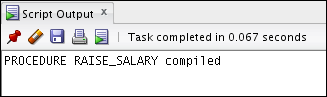 Script Output
Task completed in 0.067 seconds
PROCEDURE RAISE_SALARY compiled